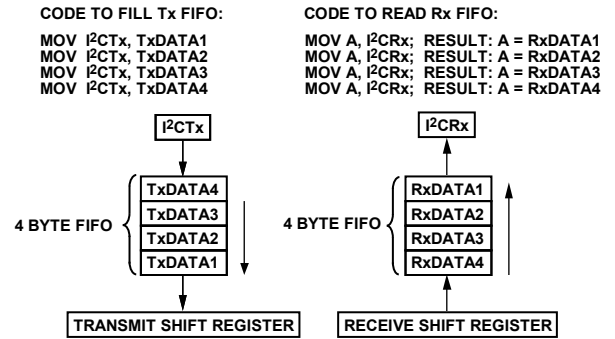 CODE TO FILL Tx FIFO:
MOV I²CTx, TxDATA1
MOV I²CTx, TxDATA2
MOV I²CTx, TxDATA3
MOV I²CTx, TxDATA4
I²CTx
4 BYTE FIFO
TxDATA4
TxDATA3
TxDATA2
TxDATA1
TRANSMIT SHIFT REGISTER
CODE TO READ Rx FIFO:
MOV A, I²CRx; RESULT: A = RxDATA1
MOV A, I²CRx; RESULT: A = RxDATA2
MOV A, I²CRx; RESULT: A = RxDATA3
MOV A, I²CRx; RESULT: A = RxDATA4
I²CRx
4 BYTE FIFO
RxDATA1
RxDATA2
RxDATA3
RxDATA4
RECEIVE SHIFT REGISTER